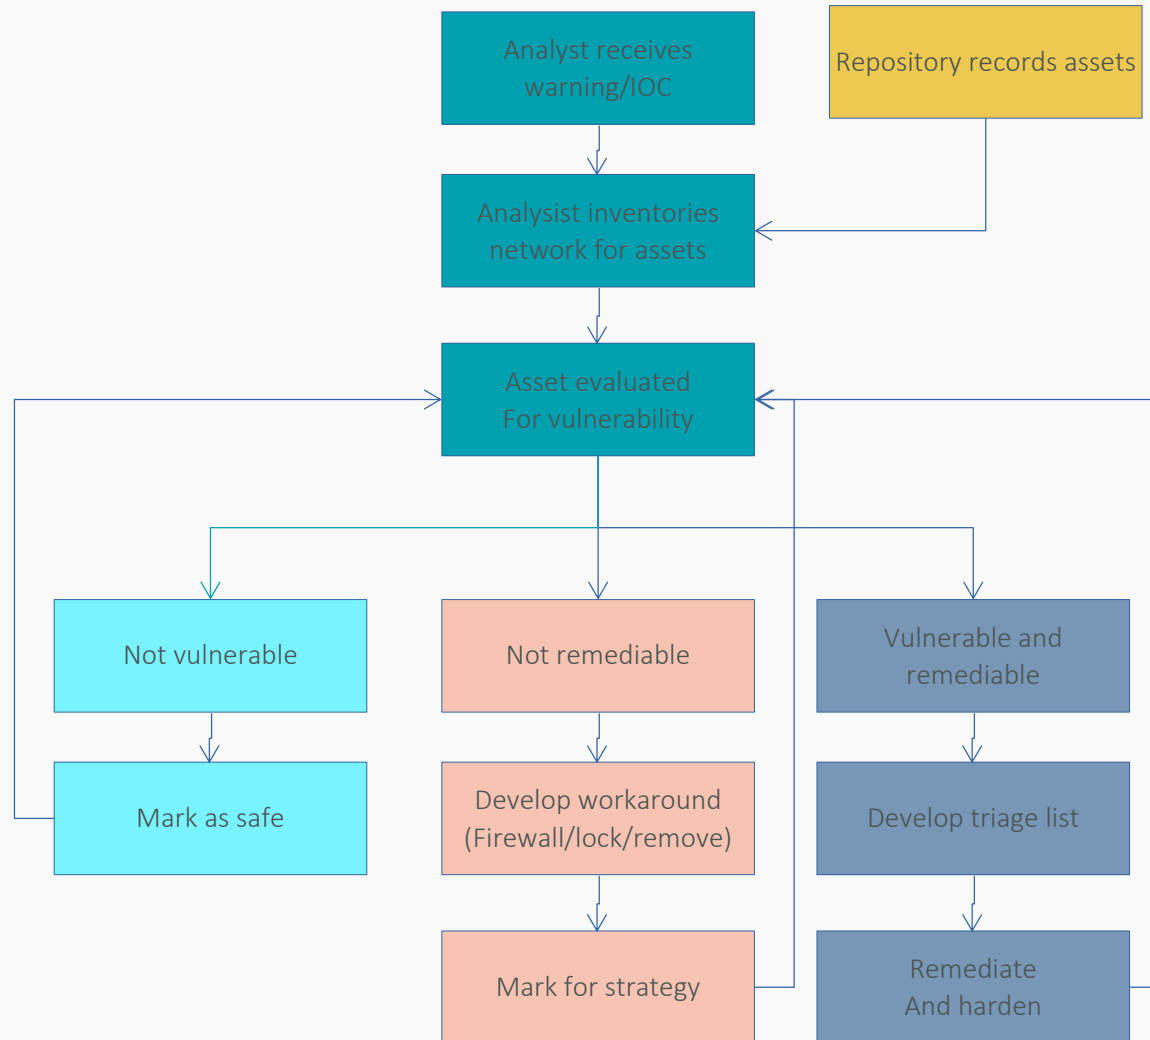 Analyst receives
warning/IOC
Repository records assets
Analysist inventories
network for assets
Asset evaluated
For vulnerability
Not vulnerable
Not remediable
Vulnerable and
remediable
Mark as safe
Develop workaround
(Firewall/lock/remove)
Develop triage list
Mark for strategy
Remediate
And harden